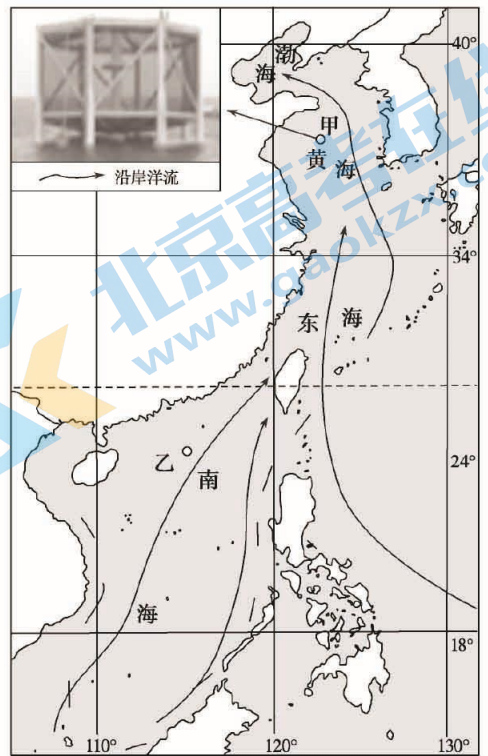 40°
渤
海
甲
黄
海
沿岸洋流
34°
东
海
北京高考在线
www.gaokzx.co
乙
南
24°
海
18°
110°
120°
130°